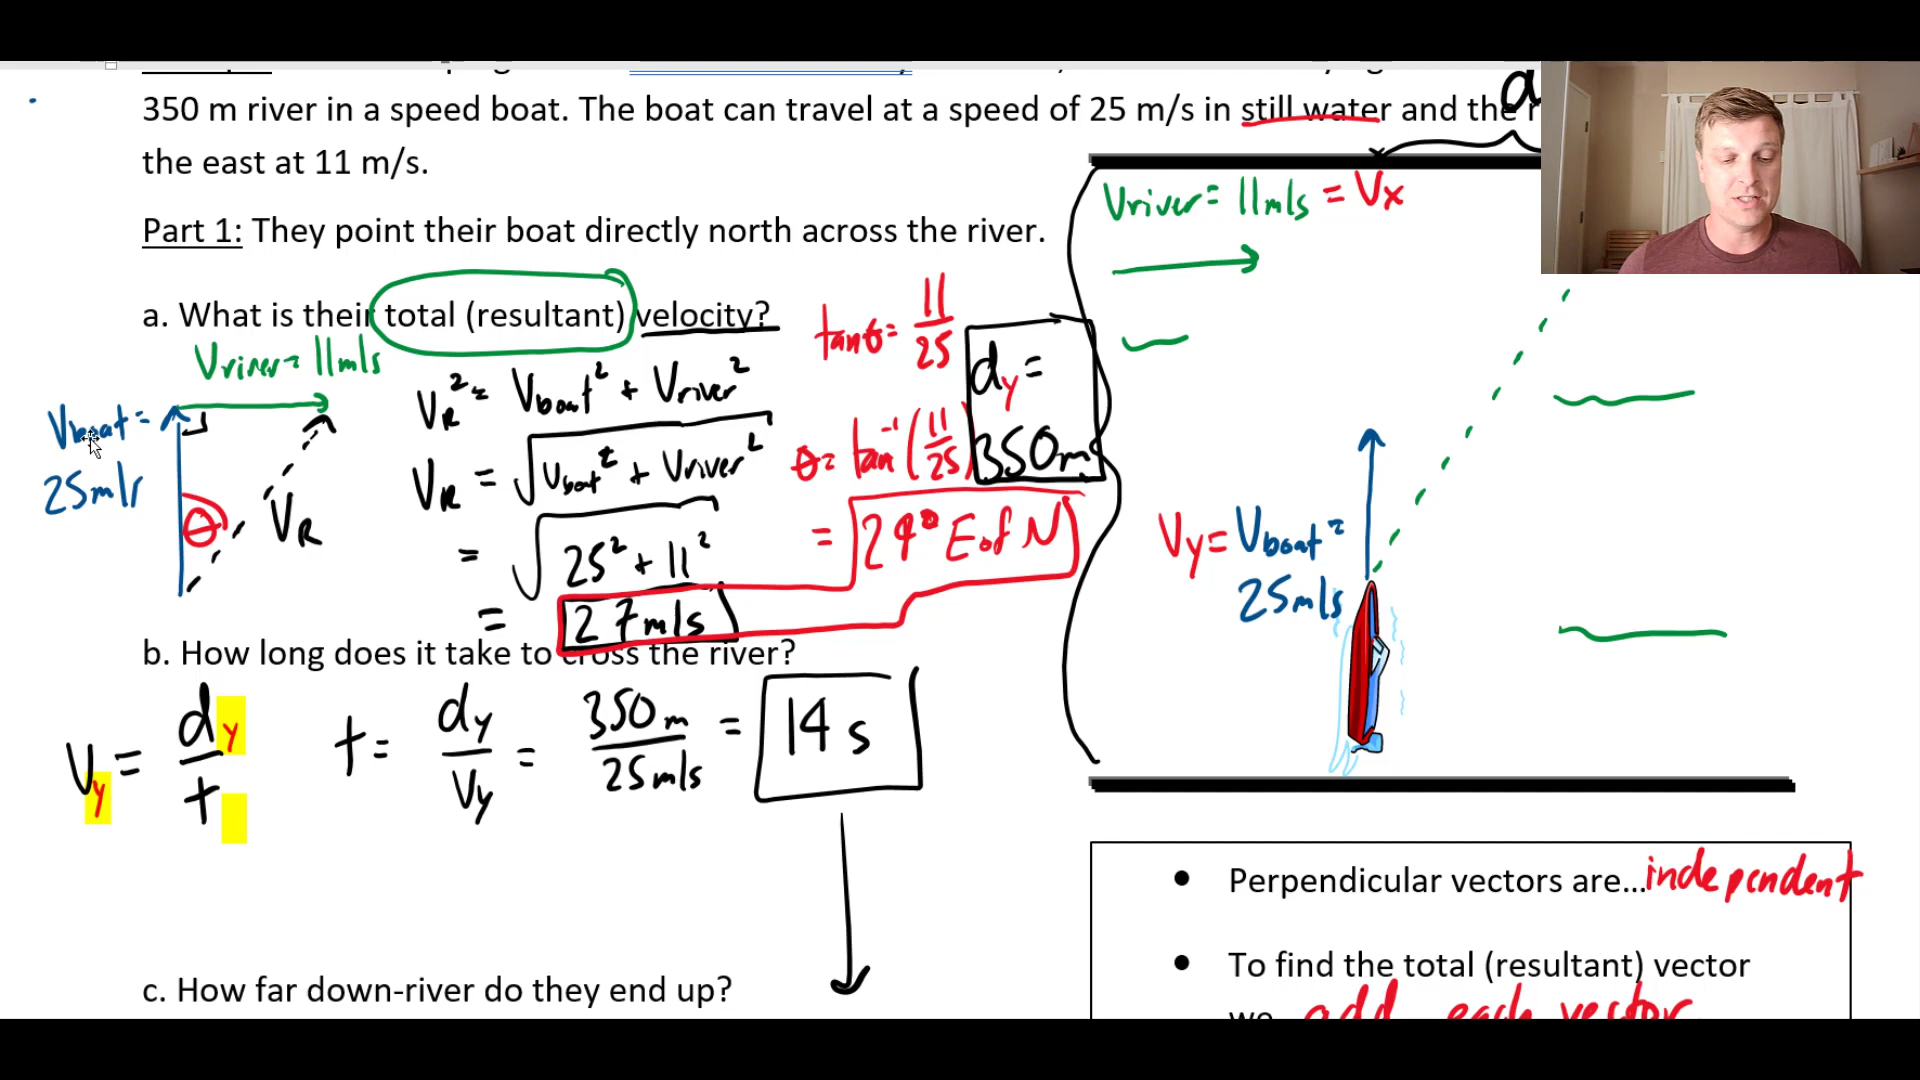 350 m river in a speed boat. The boat can travel at a speed of 25 m/s in still water and the r
the east at 11 m/s.
Part 1: They point their boat directly north across the river.
a. What is their total (resultant) velocity?
Vriver = 11m/s
Vboat =
25m/s
θ
VR
VR² = Vboat² + Vriver²
VR = √Vboat² + Vriver²
= √25² + 11²
= 27m/s
tanθ = 11/25
θ = tan⁻¹(11/25)
= 24° E of N
dy =
350m
Vriver = 11m/s = Vx
d
Vy = Vboat =
25m/s
b. How long does it take to cross the river?
Vy = dy/t
t = dy/Vy = 350m/25m/s = 14 s
c. How far down-river do they end up?
• Perpendicular vectors are...independent
• To find the total (resultant) vector
we add each vector